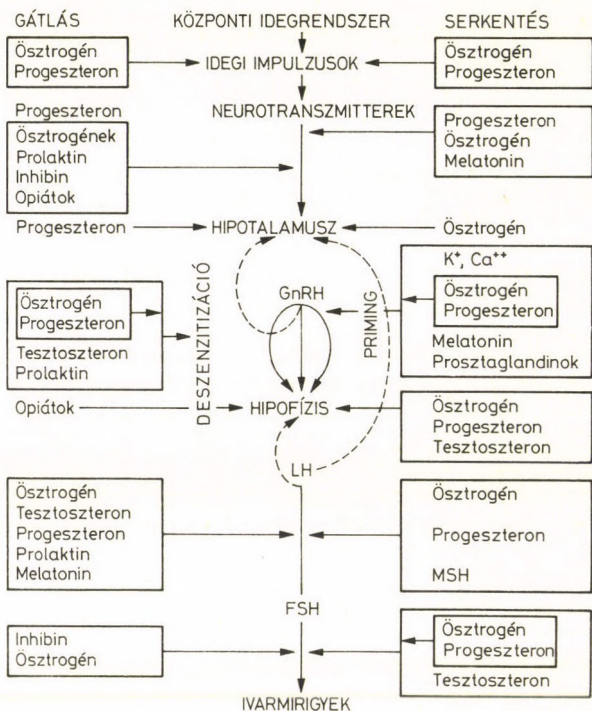 GÁTLÁS
KÖZPONTI IDEGRENDSZER
SERKENTÉS
Ösztrogén
Progeszteron
IDEGI IMPULZUSOK
Ösztrogén
Progeszteron
Progeszteron
NEUROTRANSZMITTEREK
Ösztrogének
Prolaktin
Inhibin
Opiátok
Progeszteron
Ösztrogén
Melatonin
Progeszteron
HIPOTALAMUSZ
Ösztrogén
K⁺, Ca⁺⁺
Ösztrogén
Progeszteron
Tesztoszteron
Prolaktin
DESZENZITIZÁCIÓ
GnRH
PRIMING
Ösztrogén
Progeszteron
Melatonin
Prosztaglandinok
Opiátok
HIPOFÍZIS
Ösztrogén
Progeszteron
Tesztoszteron
LH
Ösztrogén
Tesztoszteron
Progeszteron
Prolaktin
Melatonin
Ösztrogén
Progeszteron
MSH
FSH
Inhibin
Ösztrogén
Ösztrogén
Progeszteron
Tesztoszteron
IVARMIRIGYEK